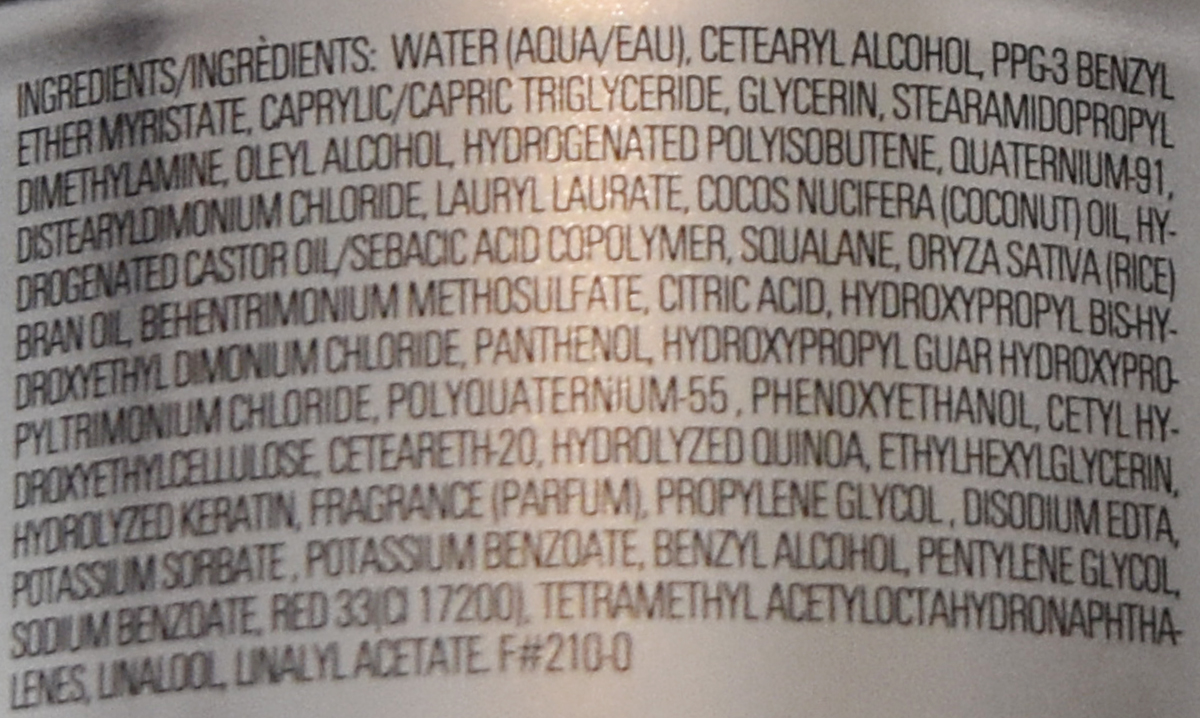 INGREDIENTS/INGRÈDIENTS: WATER (AQUA/EAU), CETEARYL ALCOHOL, PPG-3 BENZYL
ETHER MYRISTATE, CAPRYLIC/CAPRIC TRIGLYCERIDE, GLYCERIN, STEARAMIDOPROPYL
DIMETHYLAMINE, OLEYL ALCOHOL, HYDROGENATED POLYISOBUTENE, QUATERNIUM-91,
DISTEARYLDIMONIUM CHLORIDE, LAURYL LAURATE, COCOS NUCIFERA (COCONUT) OIL, HY-
DROGENATED CASTOR OIL/SEBACIC ACID COPOLYMER, SQUALANE, ORYZA SATIVA (RICE)
BRAN OIL, BEHENTRIMONIUM METHOSULFATE, CITRIC ACID, HYDROXYPROPYL BIS-HY-
DROXYETHYL DIMONIUM CHLORIDE, PANTHENOL, HYDROXYPROPYL GUAR HYDROXYPRO-
PYLTRIMONIUM CHLORIDE, POLYQUATERNIUM-55 , PHENOXYETHANOL, CETYL HY-
DROXYETHYLCELLULOSE, CETEARETH-20, HYDROLYZED QUINOA, ETHYLHEXYLGLYCERIN,
HYDROLYZED KERATIN, FRAGRANCE (PARFUM), PROPYLENE GLYCOL , DISODIUM EDTA,
POTASSIUM SORBATE , POTASSIUM BENZOATE, BENZYL ALCOHOL, PENTYLENE GLYCOL,
SODIUM BENZOATE, RED 33(CI 17200), TETRAMETHYL ACETYLOCTAHYDRONAPHTHA-
LENES, LINALOOL, LINALYL ACETATE. F#210-0